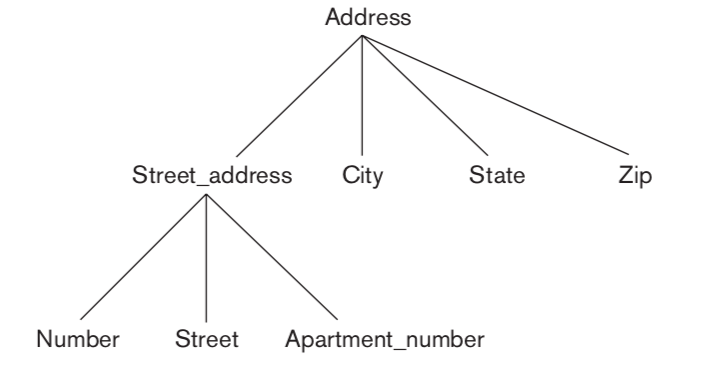 Address
Street_address City State Zip
Number Street Apartment_number